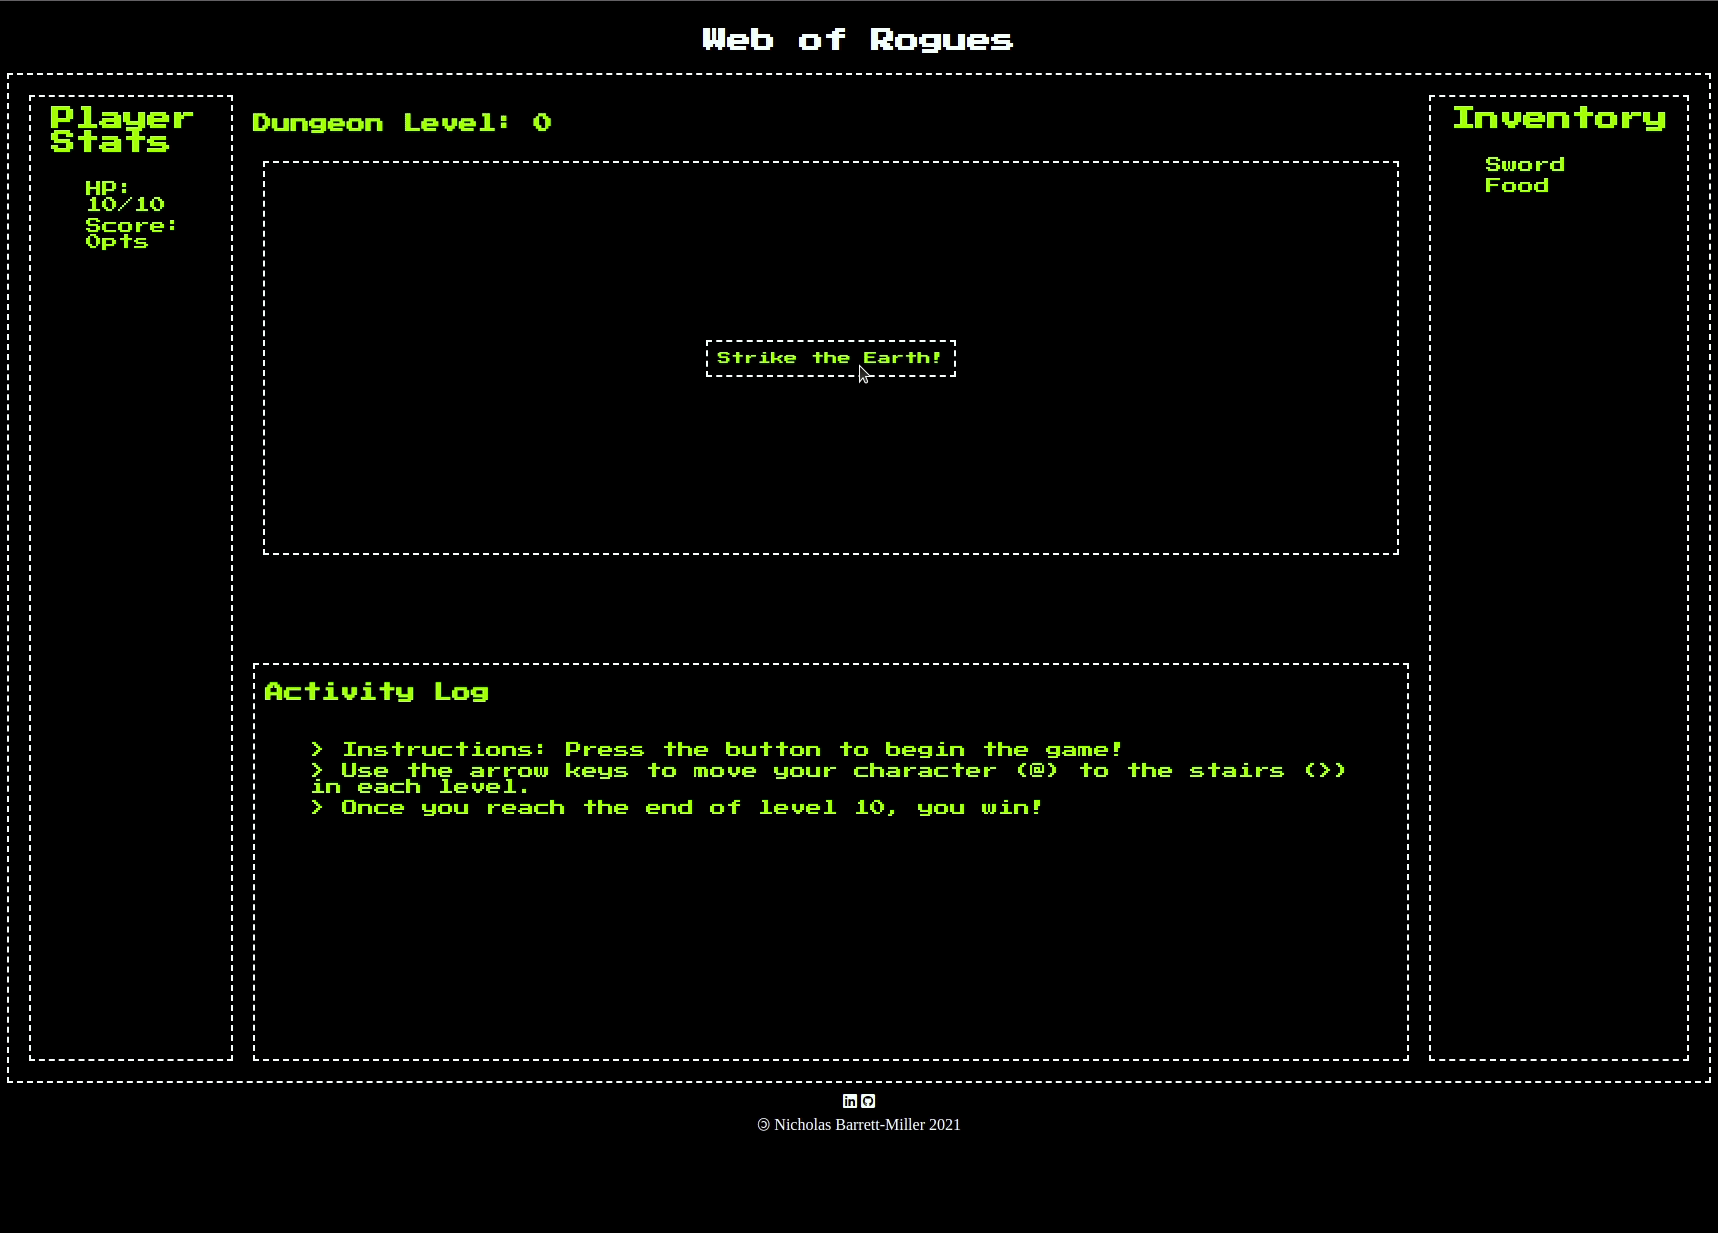 Web of Rogues
Player
Stats
HP:
10/10
Score:
0pts
Dungeon Level: 0
Strike the Earth!
Inventory
Sword
Food
Activity Log
> Instructions: Press the button to begin the game!
> Use the arrow keys to move your character (@) to the stairs (>)
in each level.
> Once you reach the end of level 10, you win!
in
🄯 Nicholas Barrett-Miller 2021